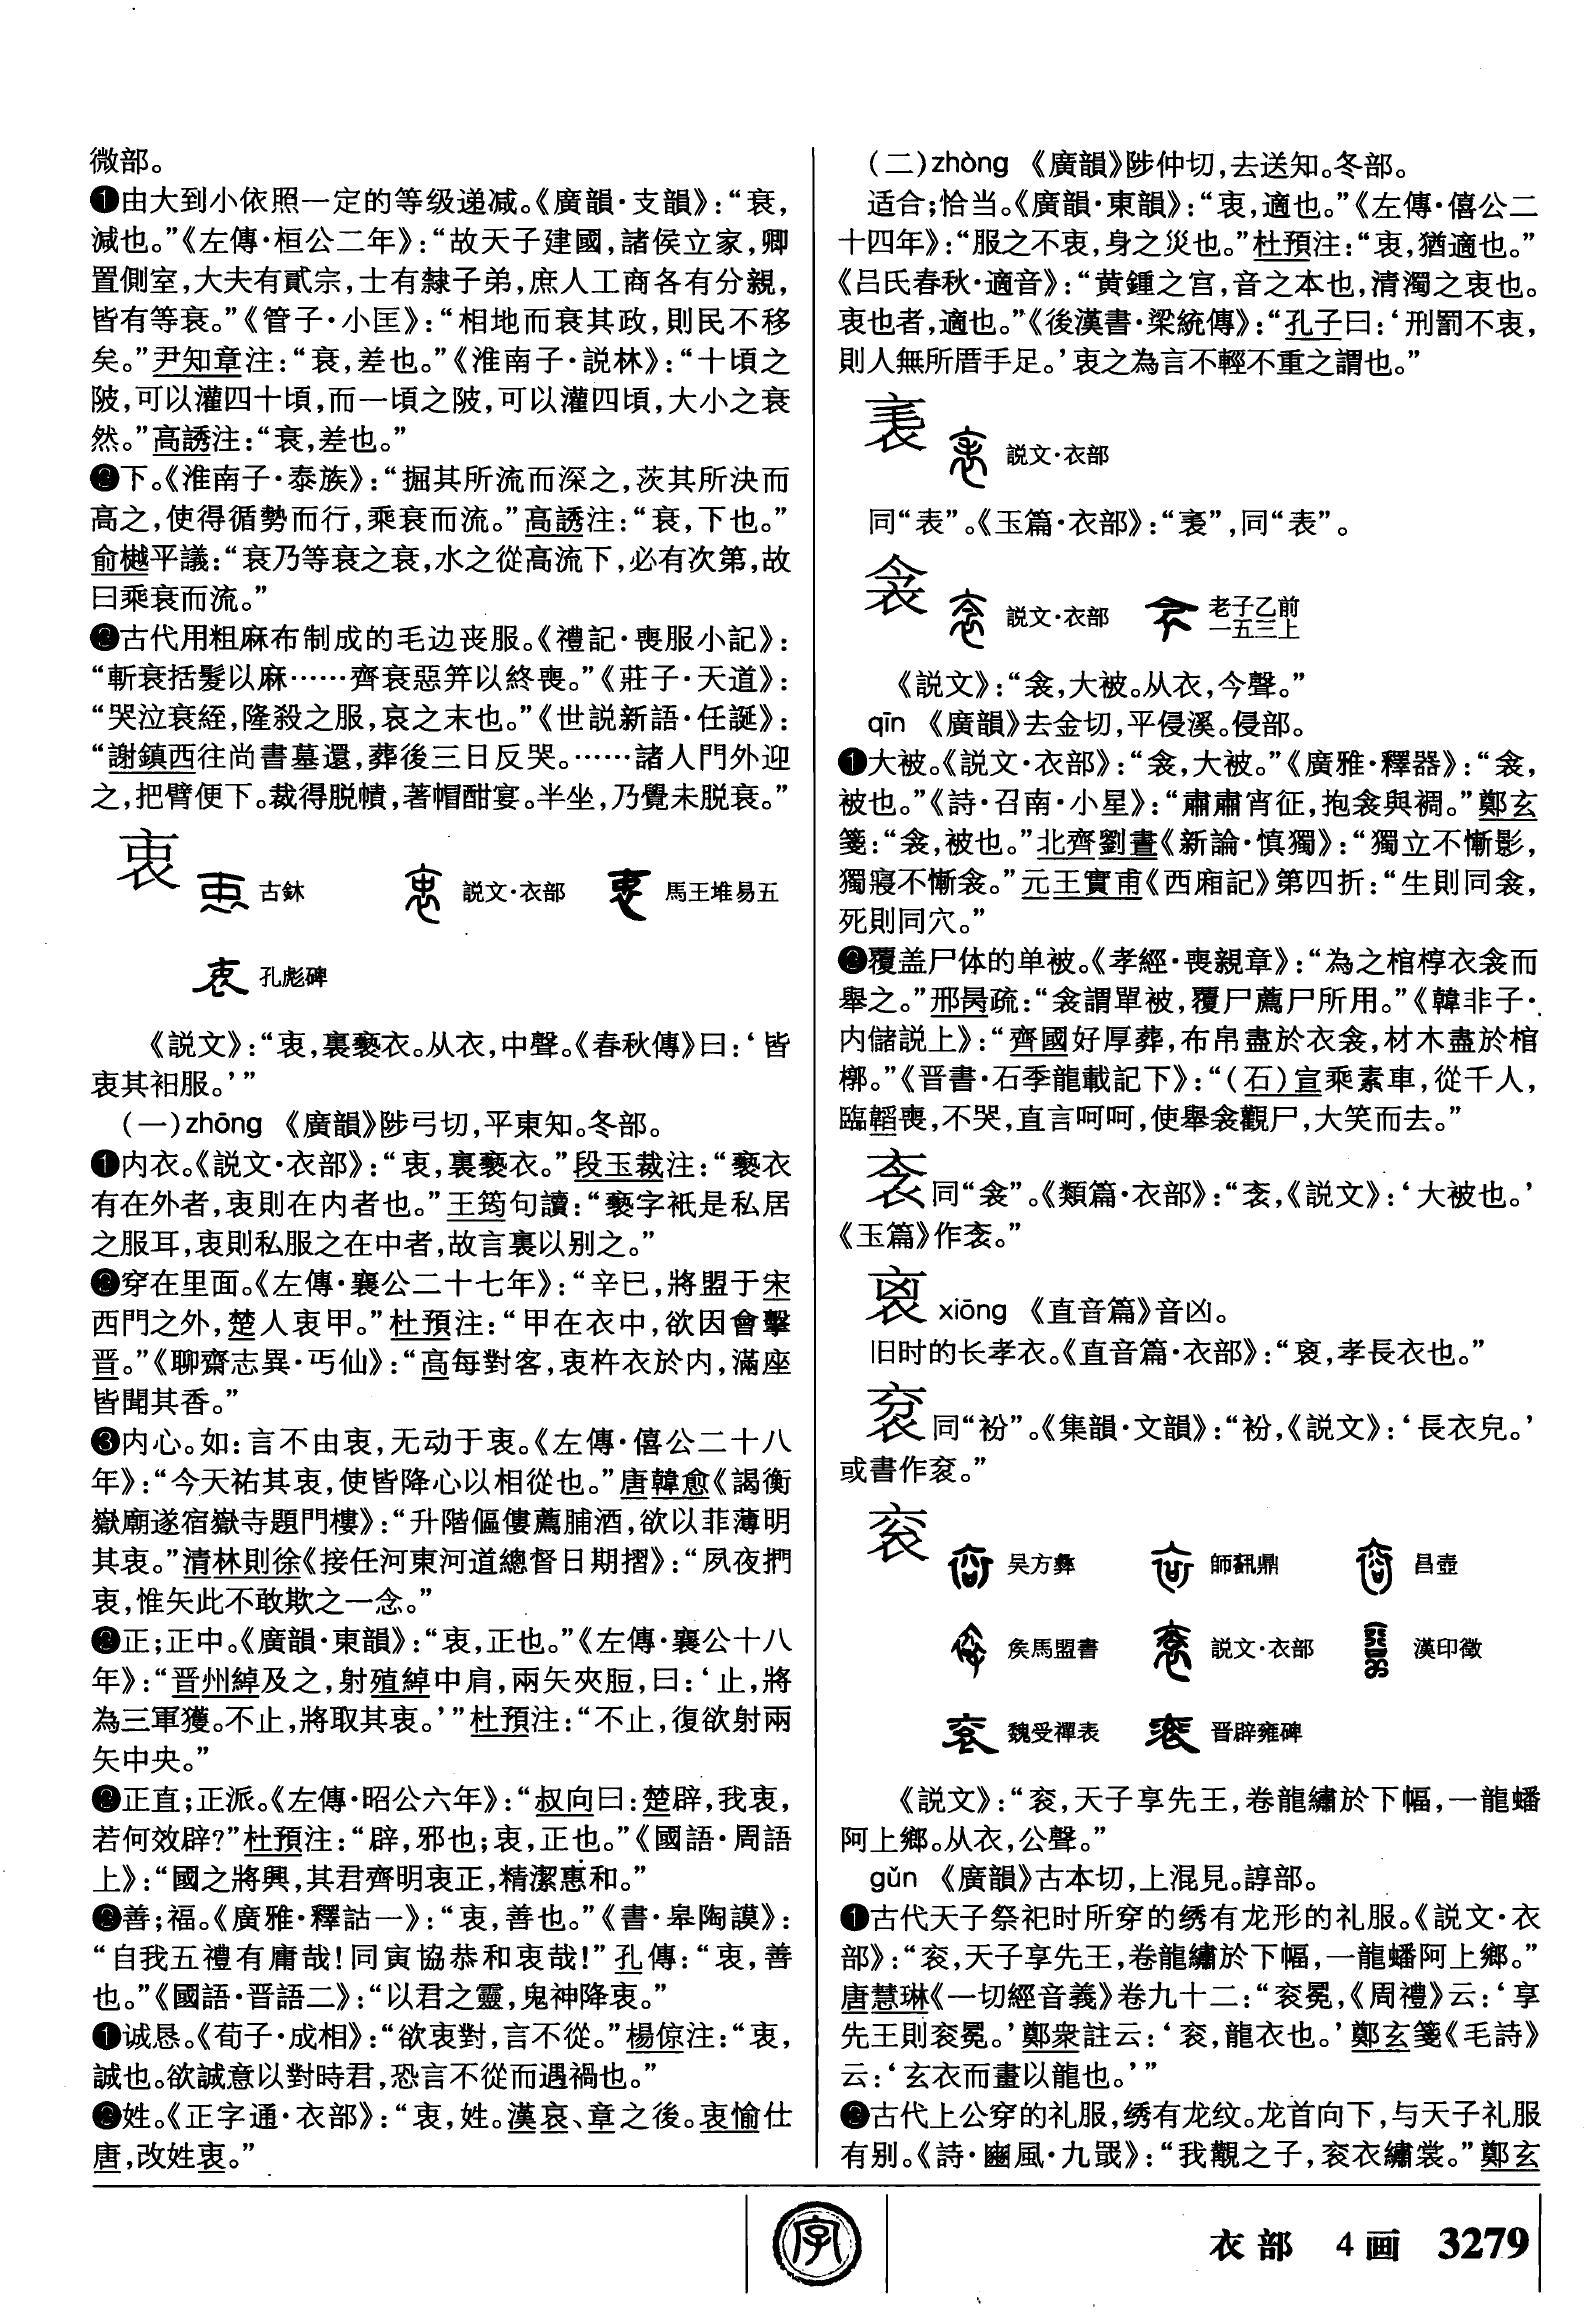 微部。
❶由大到小依照一定的等级递减。《廣韻·支韻》：“衰，
減也。”《左傳·桓公二年》：“故天子建國，諸侯立家，卿
置側室，大夫有貳宗，士有隸子弟，庶人工商各有分親，
皆有等衰。”《管子·小匡》：“相地而衰其政，則民不移
矣。”尹知章注：“衰，差也。”《淮南子·説林》：“十頃之
陂，可以灌四十頃，而一頃之陂，可以灌四頃，大小之衰
然。”高誘注：“衰，差也。”
❷下。《淮南子·泰族》：“掘其所流而深之，茨其所決而
高之，使得循勢而行，乘衰而流。”高誘注：“衰，下也。”
俞樾平議：“衰乃等衰之衰，水之從高流下，必有次第，故
曰乘衰而流。”
❷古代用粗麻布制成的毛边丧服。《禮記·喪服小記》：
“斬衰括髮以麻……齊衰惡笄以終喪。”《莊子·天道》：
“哭泣衰絰，隆殺之服，哀之末也。”《世説新語·任誕》：
“謝鎮西往尚書墓還，葬後三日反哭。……諸人門外迎
之，把臂便下。裁得脱幘，著帽酣宴。半坐，乃覺未脱衰。”
衷 古鉥 説文·衣部 馬王堆易五
孔彪碑
《説文》：“衷，裏褻衣。从衣，中聲。《春秋傳》曰：‘皆
衷其衵服。’”
（一）zhōng 《廣韻》陟弓切，平東知。冬部。
❶内衣。《説文·衣部》：“衷，裏褻衣。”段玉裁注：“褻衣
有在外者，衷則在内者也。”王筠句讀：“褻字衹是私居
之服耳，衷則私服之在中者，故言裏以别之。”
❷穿在里面。《左傳·襄公二十七年》：“辛巳，將盟于宋
西門之外，楚人衷甲。”杜預注：“甲在衣中，欲因會擊
晋。”《聊齋志異·丐仙》：“高每對客，衷杵衣於内，滿座
皆聞其香。”
❸内心。如：言不由衷，无动于衷。《左傳·僖公二十八
年》：“今天祐其衷，使皆降心以相從也。”唐韓愈《謁衡
嶽廟遂宿嶽寺題門樓》：“升階傴僂薦脯酒，欲以菲薄明
其衷。”清林則徐《接任河東河道總督日期摺》：“夙夜捫
衷，惟矢此不敢欺之一念。”
❷正；正中。《廣韻·東韻》：“衷，正也。”《左傳·襄公十八
年》：“晋州綽及之，射殖綽中肩，兩矢夾脰，曰：‘止，將
為三軍獲。不止，將取其衷。’”杜預注：“不止，復欲射兩
矢中央。”
❷正直；正派。《左傳·昭公六年》：“叔向曰：楚辟，我衷，
若何效辟？”杜預注：“辟，邪也；衷，正也。”《國語·周語
上》：“國之將興，其君齊明衷正，精潔惠和。”
❷善；福。《廣雅·釋詁一》：“衷，善也。”《書·皋陶謨》：
“自我五禮有庸哉！同寅協恭和衷哉！”孔傳：“衷，善
也。”《國語·晋語二》：“以君之靈，鬼神降衷。”
❶诚恳。《荀子·成相》：“欲衷對，言不從。”楊倞注：“衷，
誠也。欲誠意以對時君，恐言不從而遇禍也。”
❷姓。《正字通·衣部》：“衷，姓。漢哀、章之後。衷愉仕
唐，改姓衷。”
（二）zhòng 《廣韻》陟仲切，去送知。冬部。
适合；恰当。《廣韻·東韻》：“衷，適也。”《左傳·僖公二
十四年》：“服之不衷，身之災也。”杜預注：“衷，猶適也。”
《吕氏春秋·適音》：“黄鍾之宫，音之本也，清濁之衷也。
衷也者，適也。”《後漢書·梁統傳》：“孔子曰：‘刑罰不衷，
則人無所厝手足。’衷之為言不輕不重之謂也。”
袠 説文·衣部
同“表”。《玉篇·衣部》：“𧘝”，同“表”。
衾 説文·衣部 老子乙前一五三上
《説文》：“衾，大被。从衣，今聲。”
qīn 《廣韻》去金切，平侵溪。侵部。
❶大被。《説文·衣部》：“衾，大被。”《廣雅·釋器》：“衾，
被也。”《詩·召南·小星》：“肅肅宵征，抱衾與裯。”鄭玄
箋：“衾，被也。”北齊劉晝《新論·慎獨》：“獨立不慚影，
獨寢不慚衾。”元王實甫《西廂記》第四折：“生則同衾，
死則同穴。”
❷覆盖尸体的单被。《孝經·喪親章》：“為之棺椁衣衾而
舉之。”邢昺疏：“衾謂單被，覆尸薦尸所用。”《韓非子·
内儲説上》：“齊國好厚葬，布帛盡於衣衾，材木盡於棺
槨。”《晋書·石季龍載記下》：“（石）宣乘素車，從千人，
臨韜喪，不哭，直言呵呵，使舉衾觀尸，大笑而去。”
同“衾”。《類篇·衣部》：“衾，《説文》：‘大被也。’
《玉篇》作。”
xiōng 《直音篇》音凶。
旧时的长孝衣。《直音篇·衣部》：“，孝長衣也。”
衮同“衯”。《集韻·文韻》：“衯，《説文》：‘長衣皃。’
或書作衮。”
衮 吴方彝 師𩛥鼎 昌壺
矦馬盟書 説文·衣部 漢印徵
魏受禪表 晋辟雍碑
《説文》：“衮，天子享先王，卷龍繡於下幅，一龍蟠
阿上鄉。从衣，公聲。”
gǔn 《廣韻》古本切，上混見。諄部。
❶古代天子祭祀时所穿的绣有龙形的礼服。《説文·衣
部》：“衮，天子享先王，卷龍繡於下幅，一龍蟠阿上鄉。”
唐慧琳《一切經音義》卷九十二：“衮冕，《周禮》云：‘享
先王則衮冕。’鄭衆註云：‘衮，龍衣也。’鄭玄箋《毛詩》
云：‘玄衣而畫以龍也。’”
❷古代上公穿的礼服，绣有龙纹。龙首向下，与天子礼服
有别。《詩·豳風·九罭》：“我覯之子，衮衣繡裳。”鄭玄
字
衣部 4画 3279